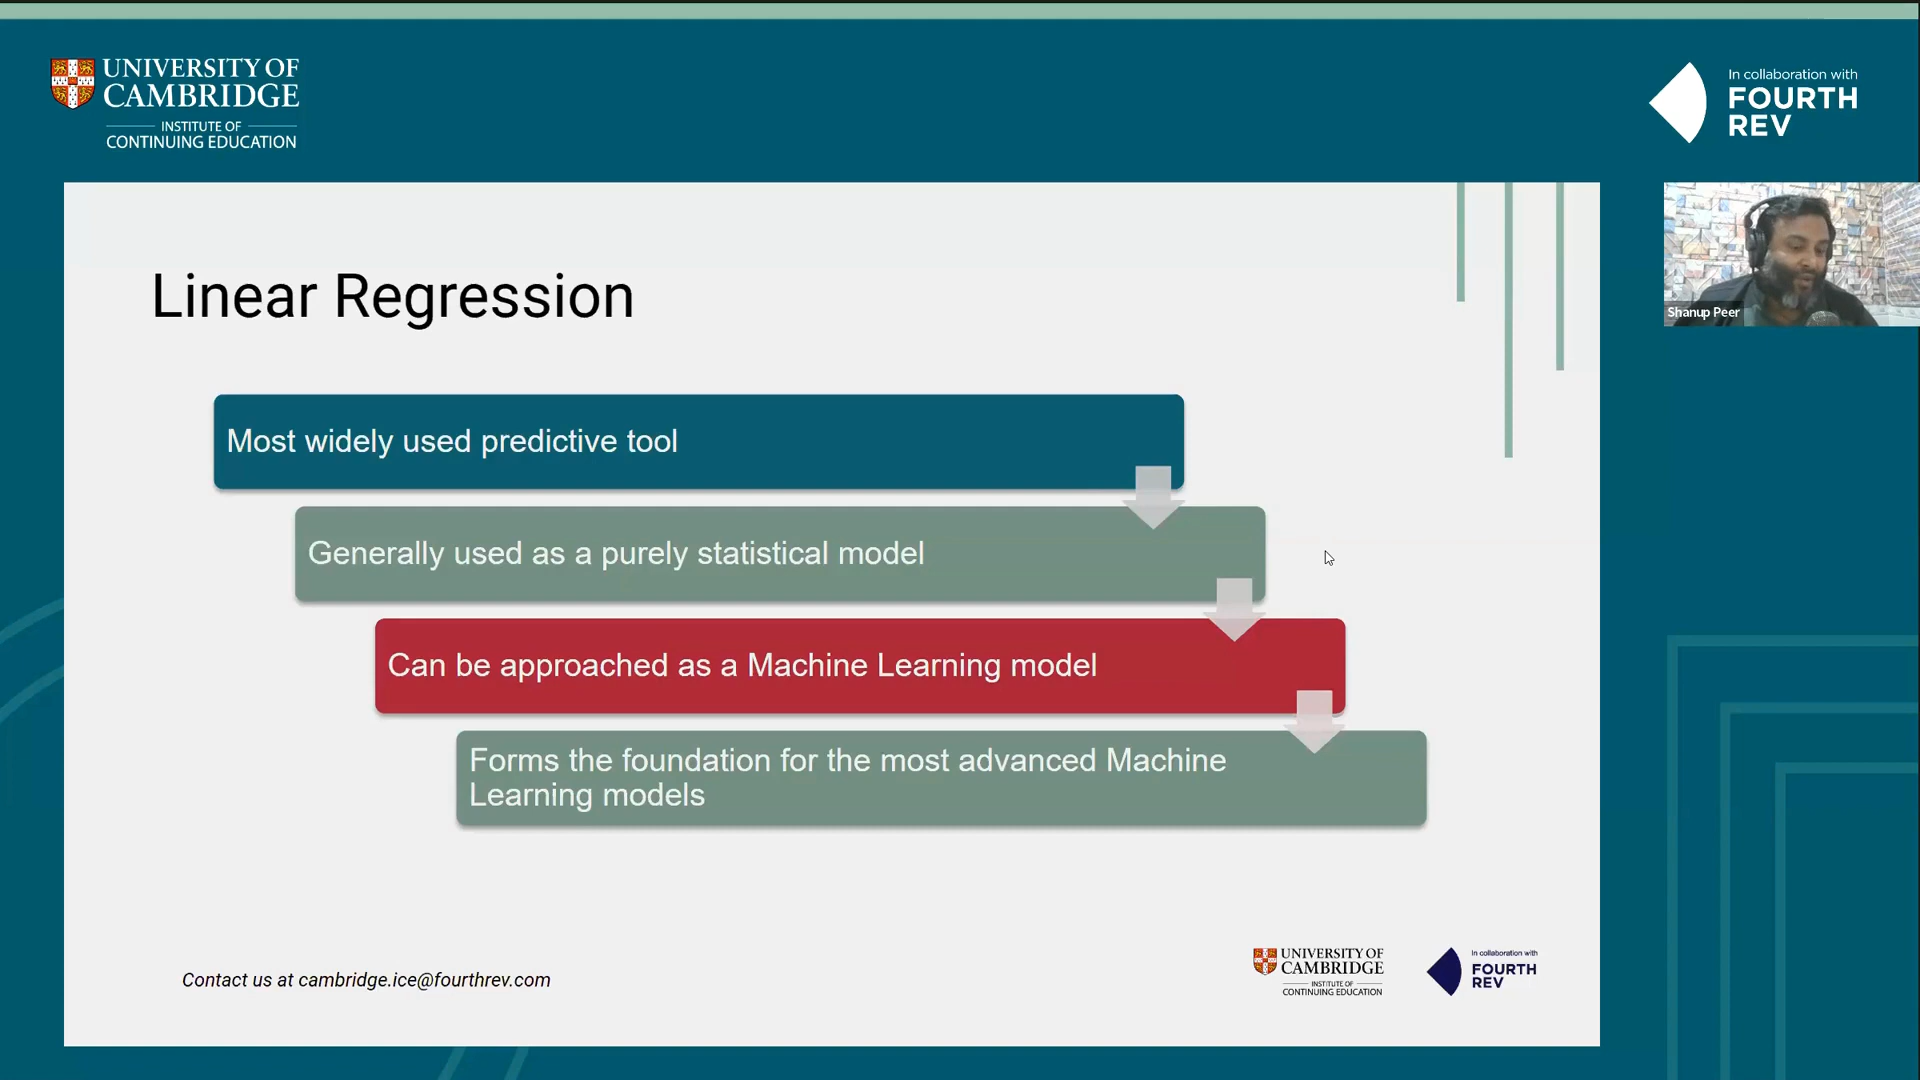 UNIVERSITY OF
CAMBRIDGE
INSTITUTE OF
CONTINUING EDUCATION
In collaboration with
FOURTH
REV
Shanup Peer
Linear Regression
Most widely used predictive tool
Generally used as a purely statistical model
Can be approached as a Machine Learning model
Forms the foundation for the most advanced Machine
Learning models
Contact us at cambridge.ice@fourthrev.com
UNIVERSITY OF
CAMBRIDGE
INSTITUTE OF
CONTINUING EDUCATION
In collaboration with
FOURTH
REV